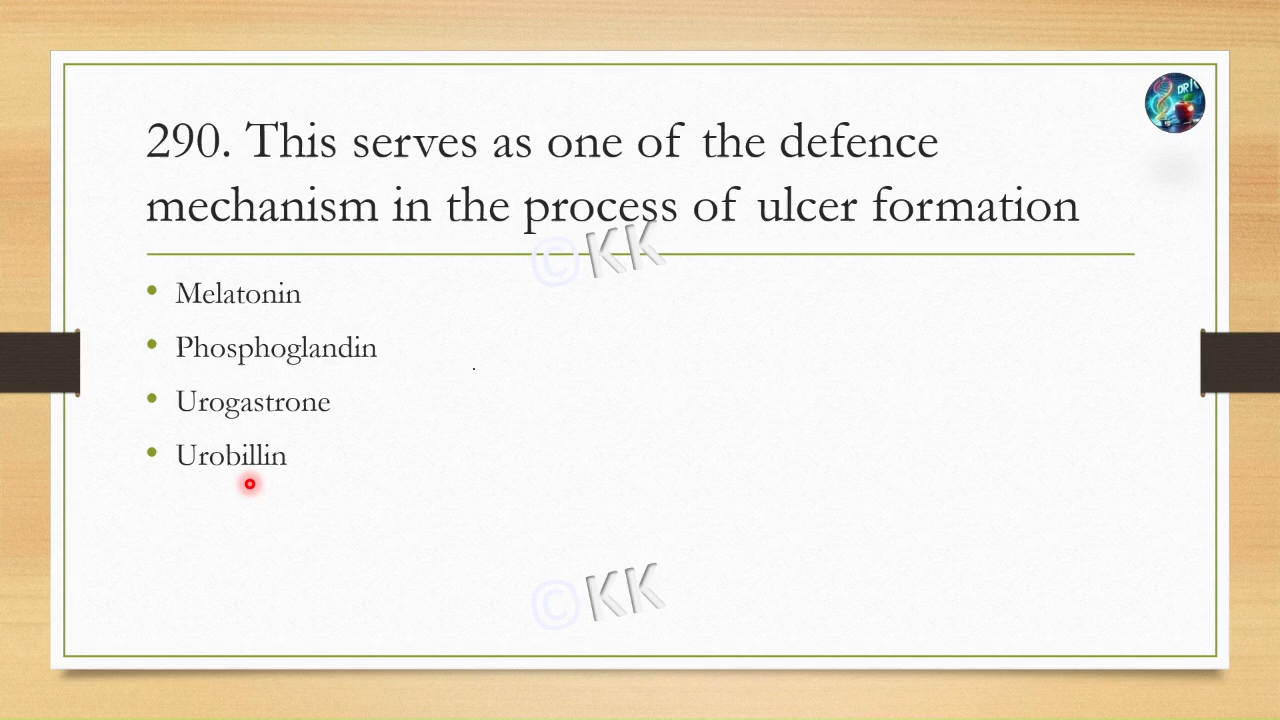 DR K
290. This serves as one of the defence
mechanism in the process of ulcer formation
©KK
• Melatonin
• Phosphoglandin
• Urogastrone
• Urobillin
©KK